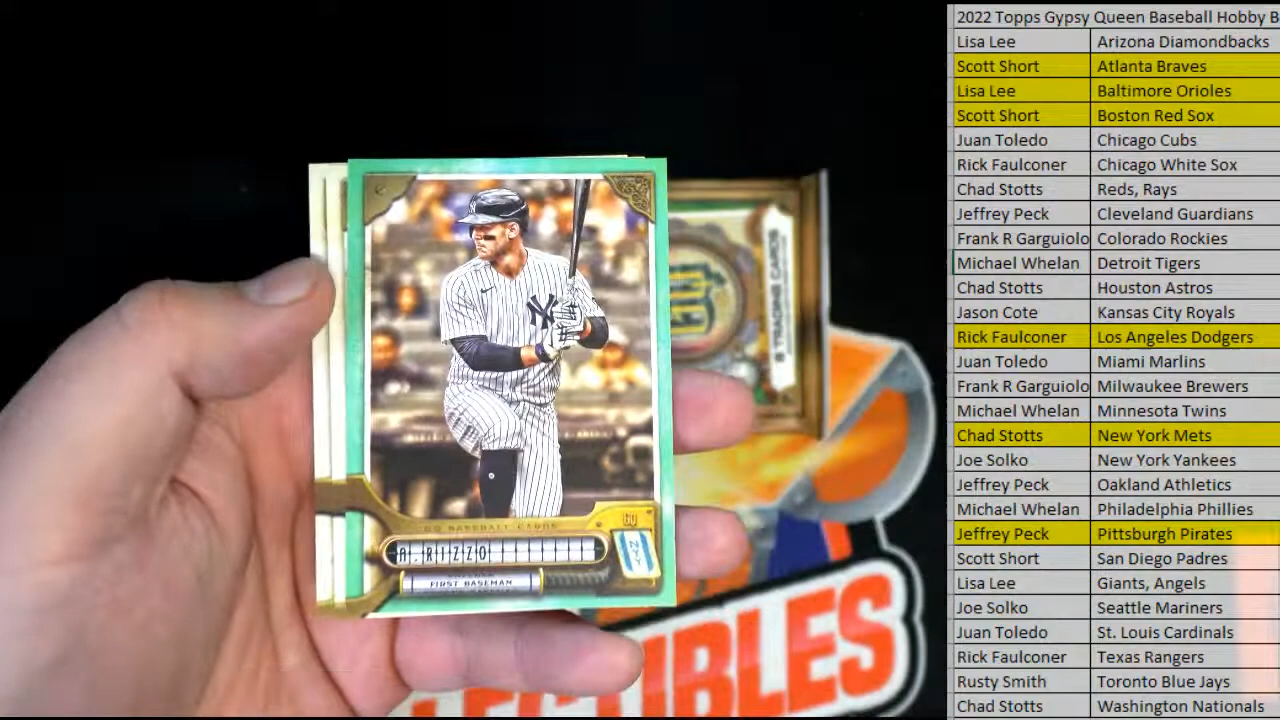 2022 Topps Gypsy Queen Baseball Hobby B
Lisa Lee Arizona Diamondbacks
Scott Short Atlanta Braves
Lisa Lee Baltimore Orioles
Scott Short Boston Red Sox
Juan Toledo Chicago Cubs
Rick Faulconer Chicago White Sox
Chad Stotts Reds, Rays
Jeffrey Peck Cleveland Guardians
Frank R Garguiolo Colorado Rockies
Michael Whelan Detroit Tigers
Chad Stotts Houston Astros
Jason Cote Kansas City Royals
Rick Faulconer Los Angeles Dodgers
Juan Toledo Miami Marlins
Frank R Garguiolo Milwaukee Brewers
Michael Whelan Minnesota Twins
Chad Stotts New York Mets
Joe Solko New York Yankees
Jeffrey Peck Oakland Athletics
Michael Whelan Philadelphia Phillies
Jeffrey Peck Pittsburgh Pirates
Scott Short San Diego Padres
Lisa Lee Giants, Angels
Joe Solko Seattle Mariners
Juan Toledo St. Louis Cardinals
Rick Faulconer Texas Rangers
Rusty Smith Toronto Blue Jays
Chad Stotts Washington Nationals
NY
GQ BASEBALL CARDS
GQ
A.RIZZO
NYY
FIRST BASEMAN
GQ
8 TRADING CARDS
LECTIBLES